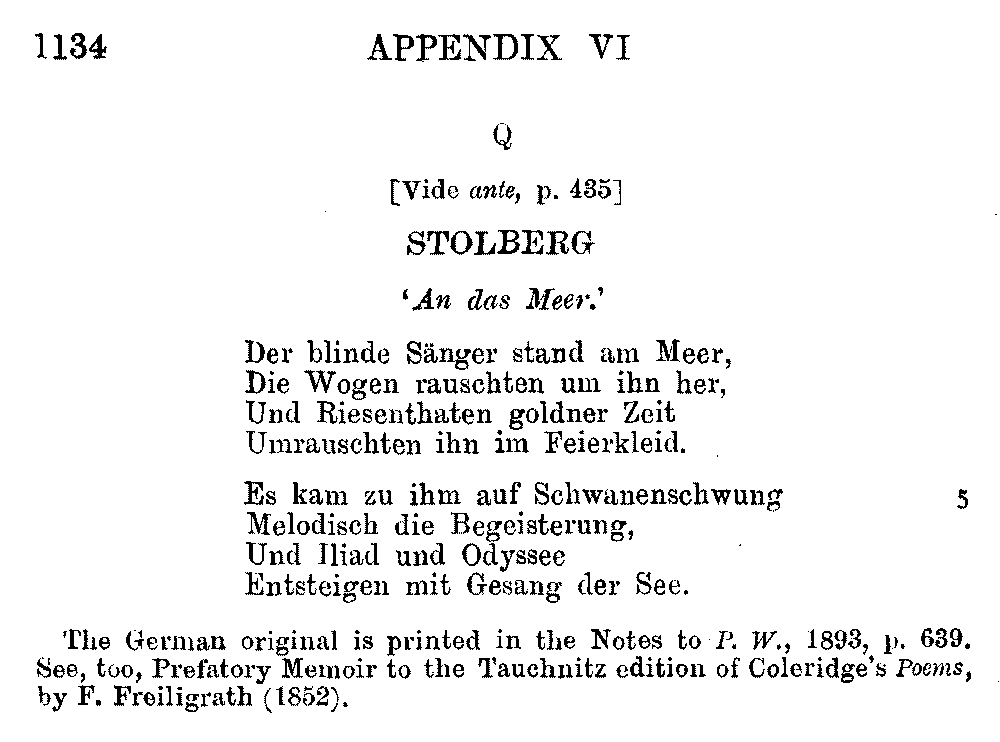 1134 APPENDIX VI
Q
[Vide ante, p. 435]
STOLBERG
‘An das Meer.’
Der blinde Sänger stand am Meer,
Die Wogen rauschten um ihn her,
Und Riesenthaten goldner Zeit
Umrauschten ihn im Feierkleid.
Es kam zu ihm auf Schwanenschwung 5
Melodisch die Begeisterung,
Und Iliad und Odyssee
Entsteigen mit Gesang der See.
The German original is printed in the Notes to P. W., 1893, p. 639.
See, too, Prefatory Memoir to the Tauchnitz edition of Coleridge's Poems,
by F. Freiligrath (1852).